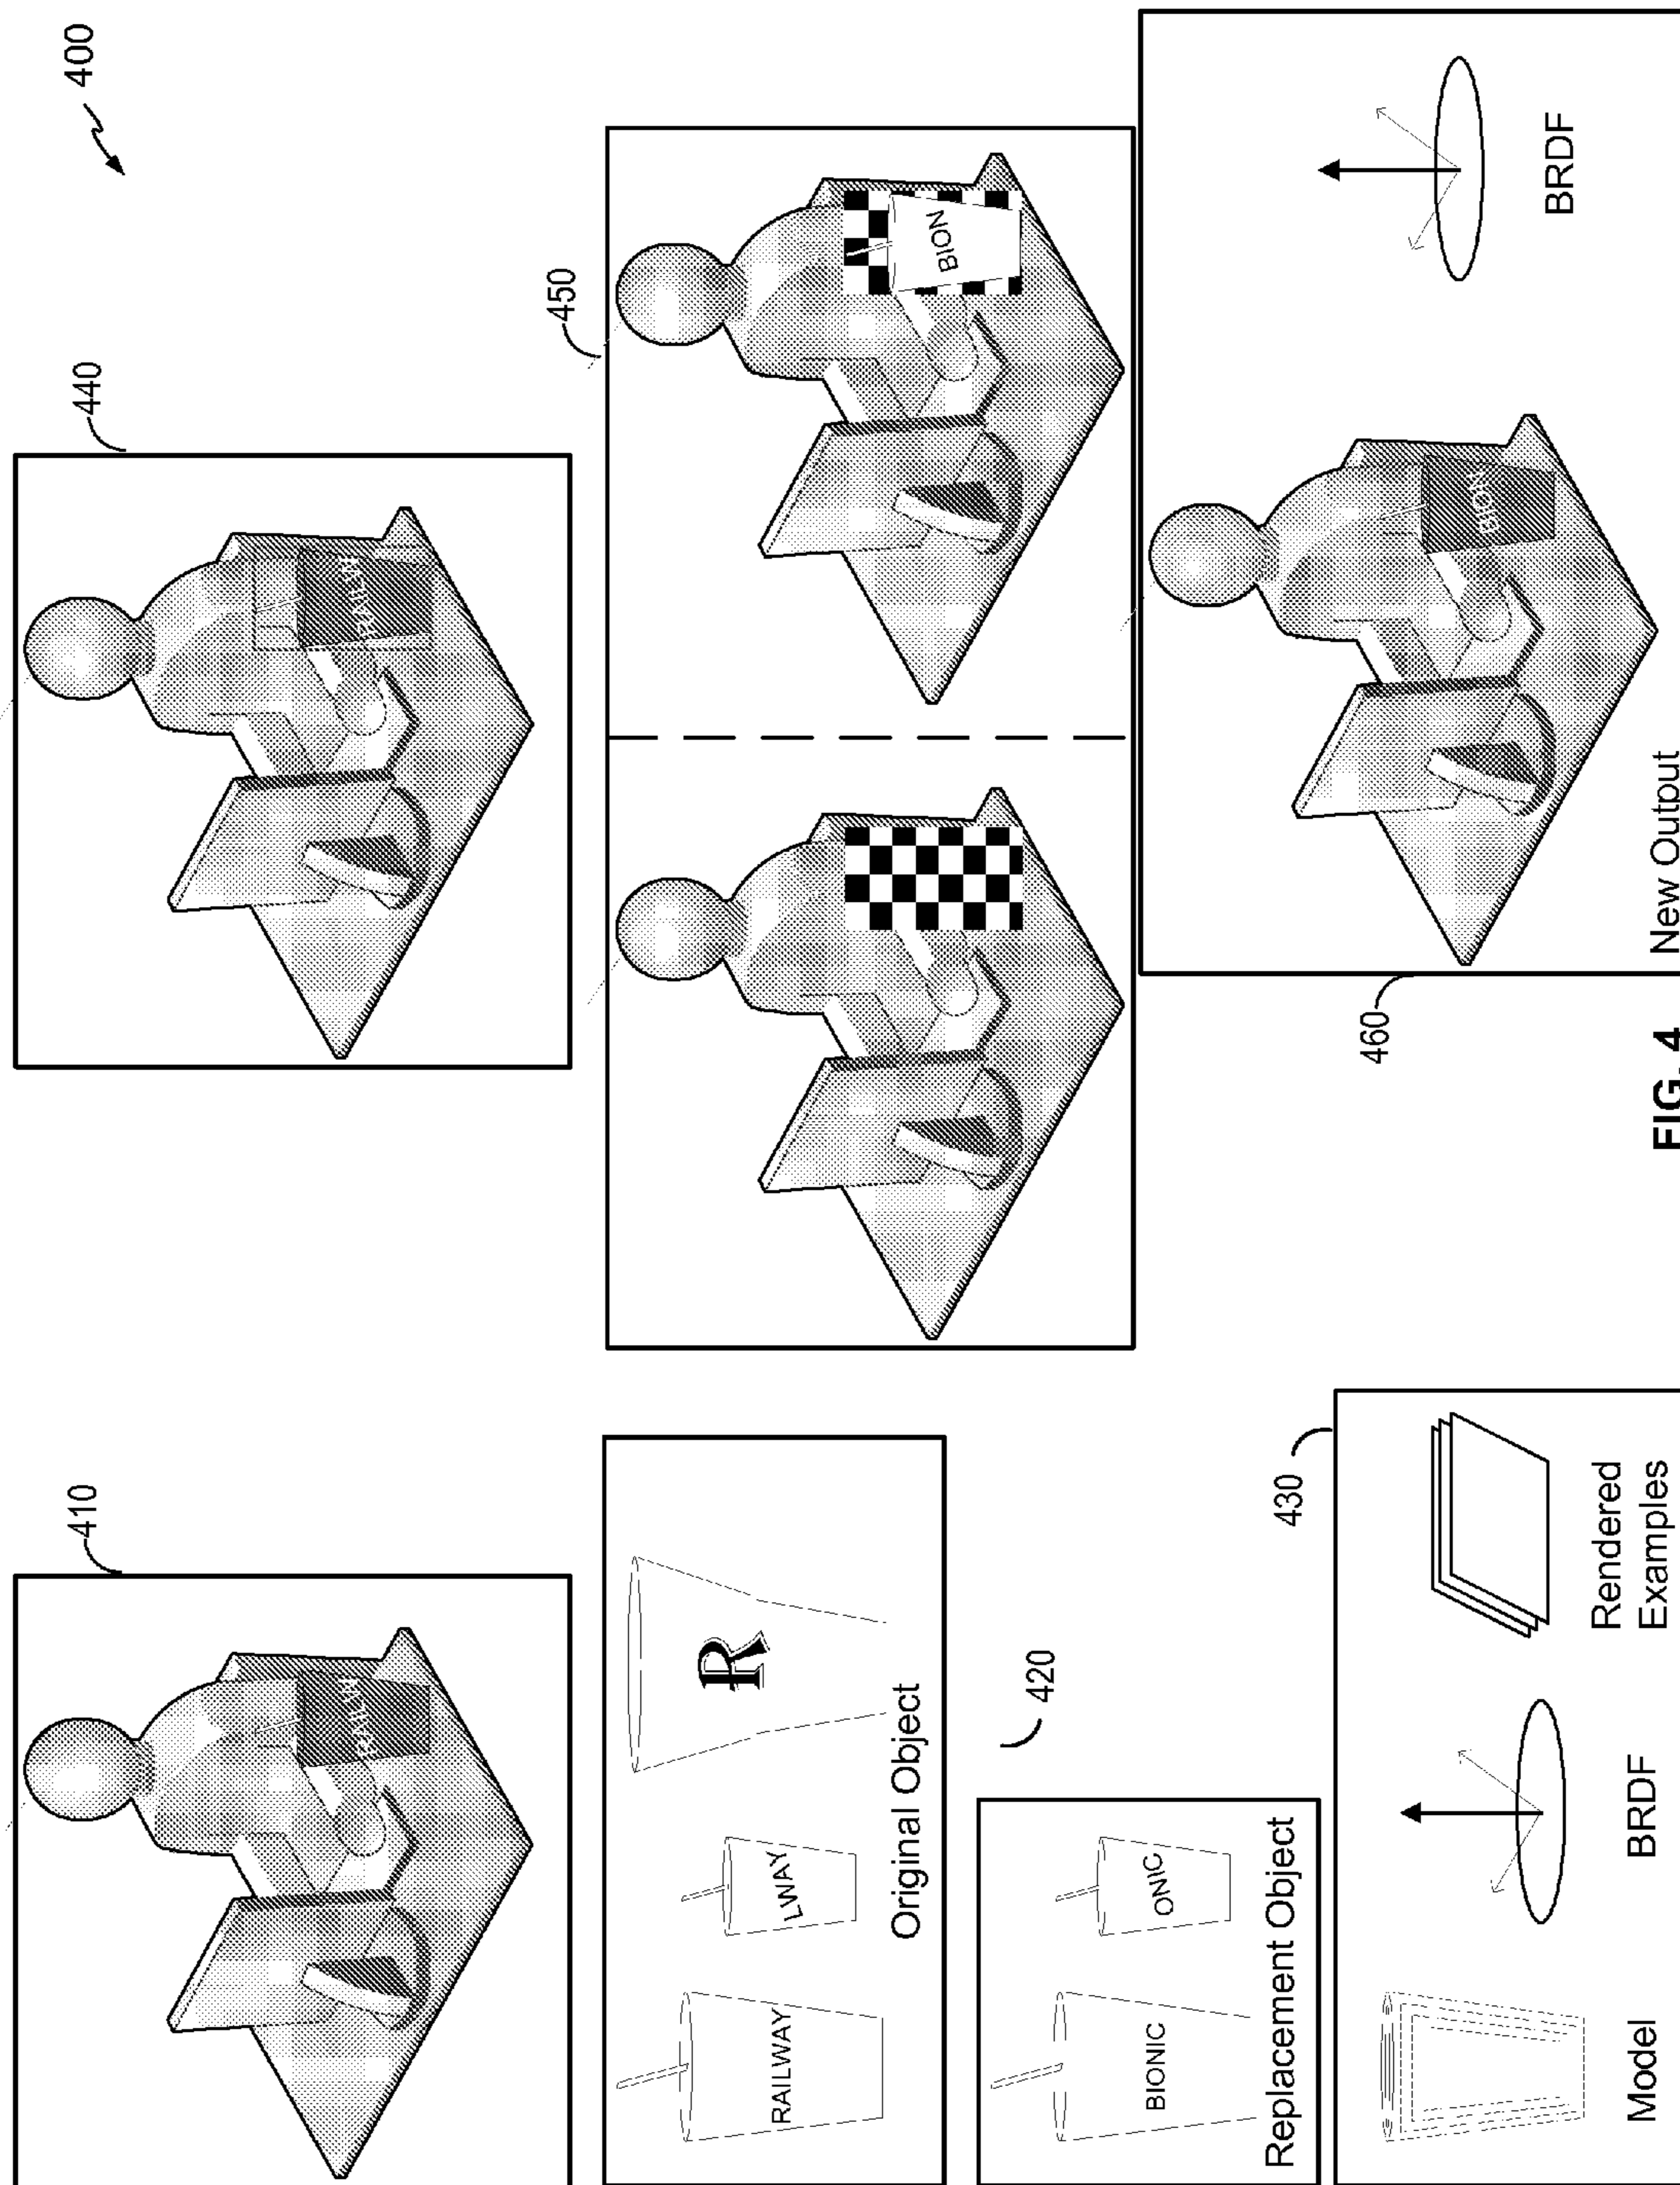 400
410
440
RAILWAY
LWAY
R
Original Object
420
BIONIC
ONIC
Replacement Object
450
BION
430
Model
BRDF
Rendered
Examples
460
BION
BRDF
New Output
FIG. 4